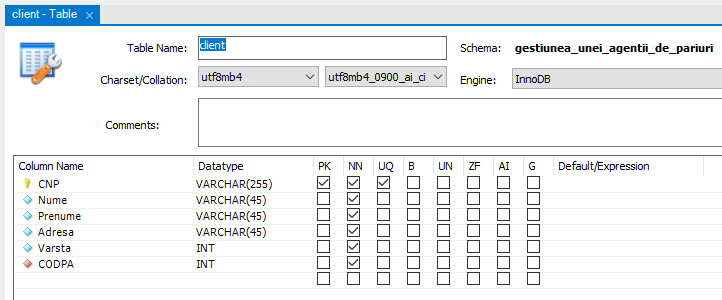 client - Table ×
Table Name: client Schema: gestiunea_unei_agentii_de_pariuri
Charset/Collation: utf8mb4 utf8mb4_0900_ai_ci Engine: InnoDB
Comments:
Column Name Datatype PK NN UQ B UN ZF AI G Default/Expression
CNP VARCHAR(255)
Nume VARCHAR(45)
Prenume VARCHAR(45)
Adresa VARCHAR(45)
Varsta INT
CODPA INT